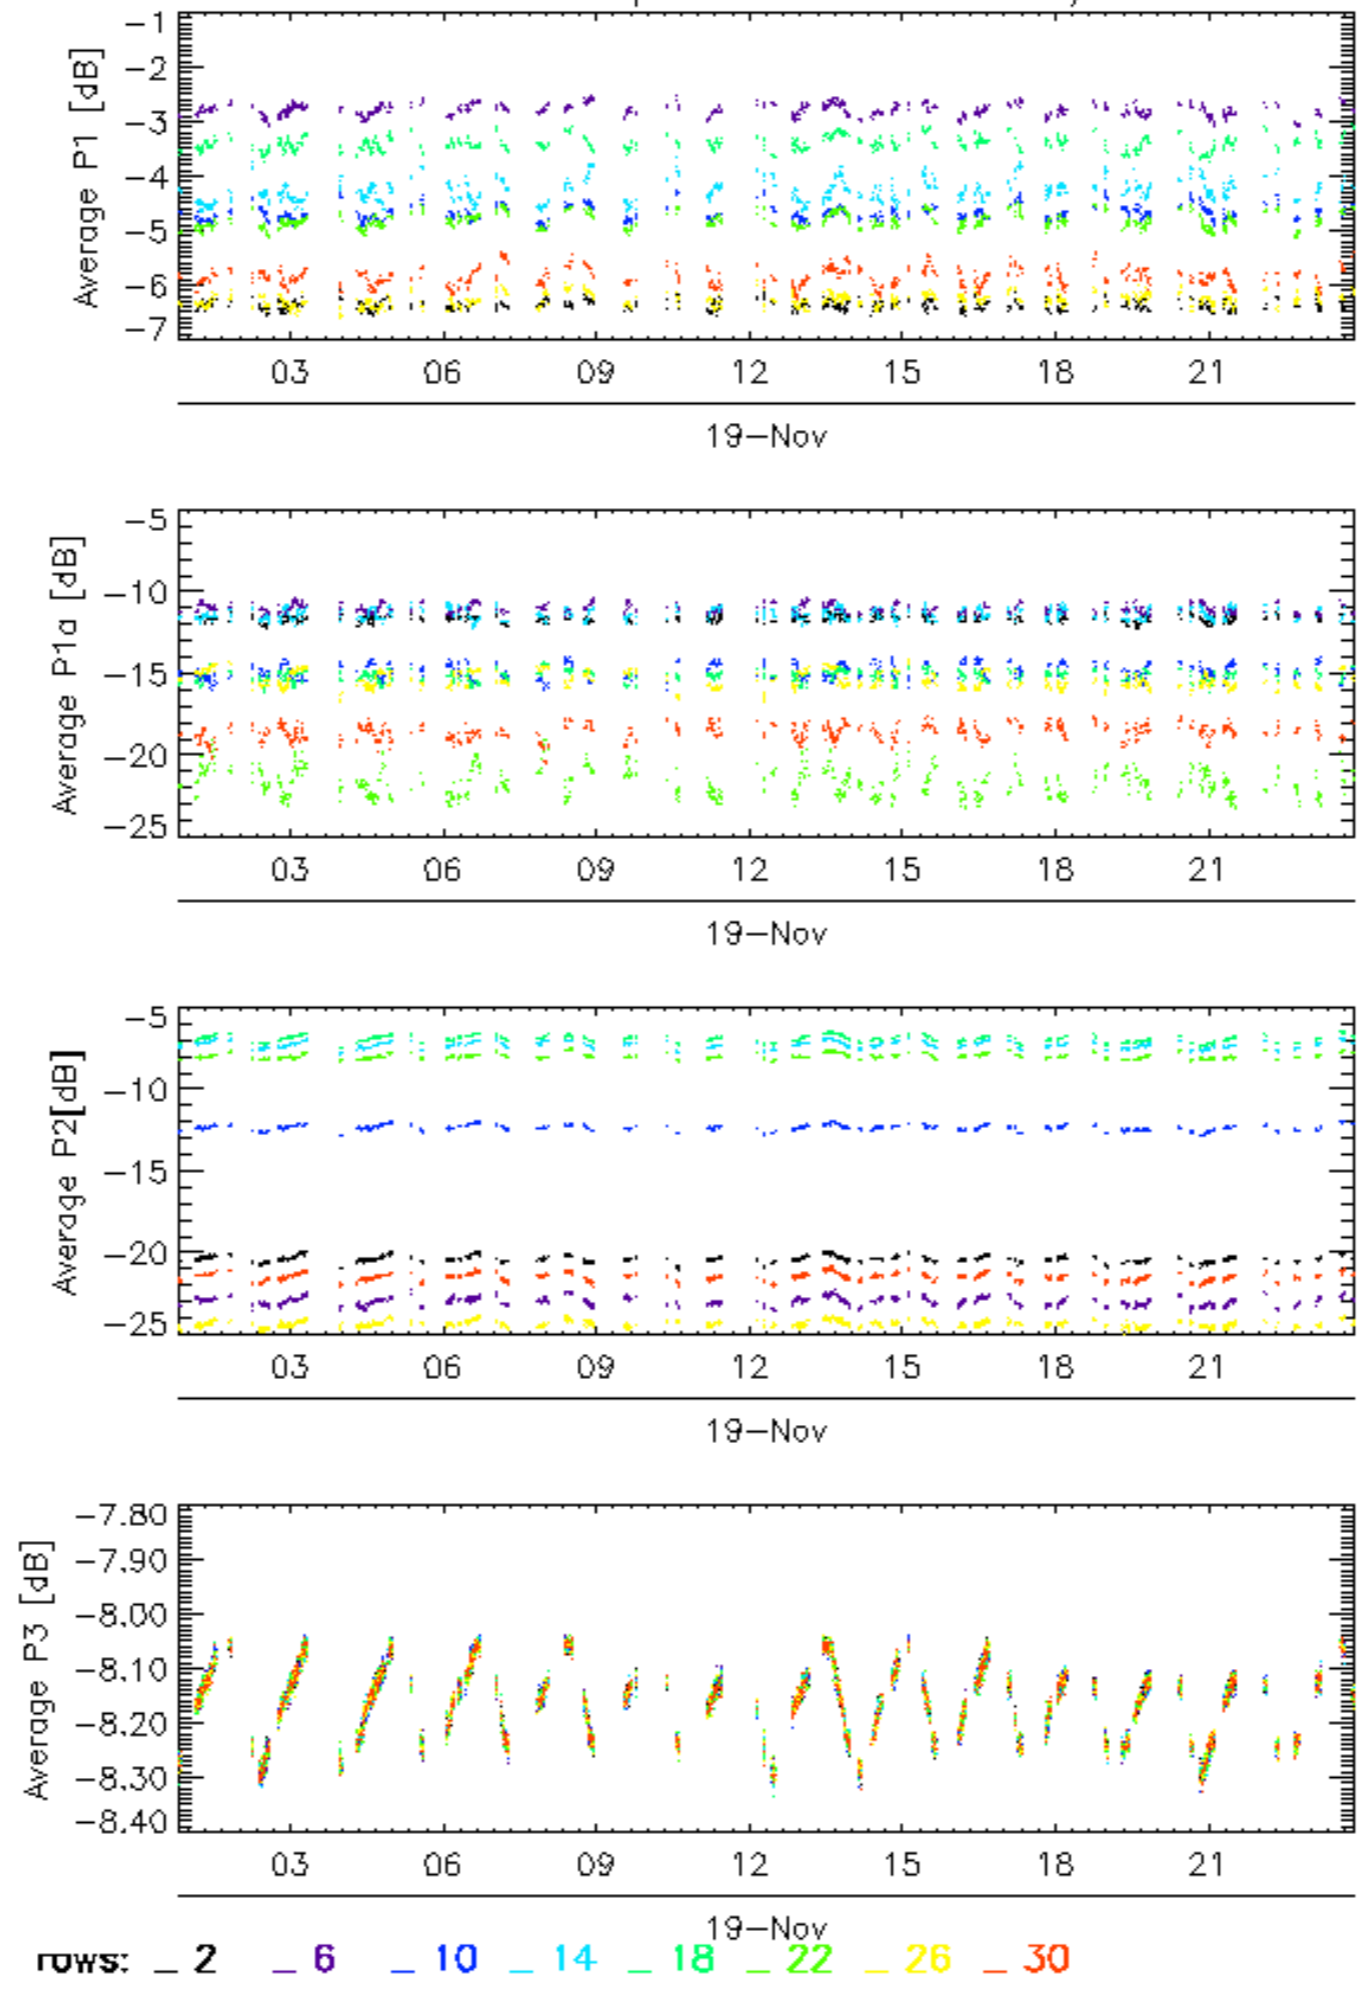 Average P1 [dB]
-1
-2
-3
-4
-5
-6
-7
03 06 09 12 15 18 21
19-Nov
Average P1a [dB]
-5
-10
-15
-20
-25
03 06 09 12 15 18 21
19-Nov
Average P2[dB]
-5
-10
-15
-20
-25
03 06 09 12 15 18 21
19-Nov
Average P3 [dB]
-7.80
-7.90
-8.00
-8.10
-8.20
-8.30
-8.40
03 06 09 12 15 18 21
19-Nov
rows: _ 2 _ 6 _ 10 _ 14 _ 18 _ 22 _ 26 _ 30